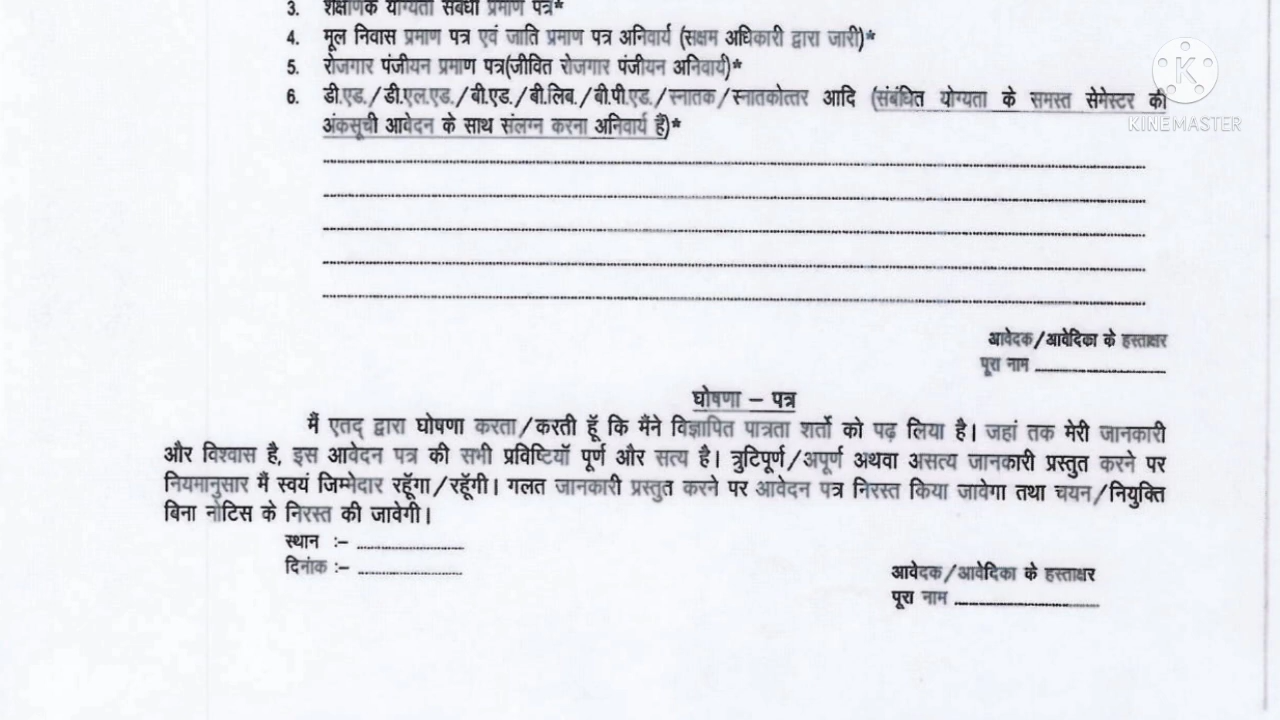 3. शैक्षणिक योग्यता संबंधी प्रमाण पत्र*
4. मूल निवास प्रमाण पत्र एवं जाति प्रमाण पत्र अनिवार्य (सक्षम अधिकारी द्वारा जारी)*
5. रोजगार पंजीयन प्रमाण पत्र(जीवित रोजगार पंजीयन अनिवार्य)*
6. डी.एड./डी.एल.एड./बी.एड./बी.लिब./बी.पी.एड./स्नातक/स्नातकोत्तर आदि (संबंधित योग्यता के समस्त सेमेस्टर की
अंकसूची आवेदन के साथ संलग्न करना अनिवार्य है)*
आवेदक/आवेदिका के हस्ताक्षर
पूरा नाम
घोषणा – पत्र
मैं एतद् द्वारा घोषणा करता/करती हूँ कि मैंने विज्ञापित पात्रता शर्तो को पढ़ लिया है। जहां तक मेरी जानकारी
और विश्वास है, इस आवेदन पत्र की सभी प्रविष्टियॉ पूर्ण और सत्य है। त्रुटिपूर्ण/अपूर्ण अथवा असत्य जानकारी प्रस्तुत करने पर
नियमानुसार मैं स्वयं जिम्मेदार रहूँगा/रहूँगी। गलत जानकारी प्रस्तुत करने पर आवेदन पत्र निरस्त किया जावेगा तथा चयन/नियुक्ति
बिना नोटिस के निरस्त की जावेगी।
स्थान :–
दिनांक :–
आवेदक/आवेदिका के हस्ताक्षर
पूरा नाम
K
KINEMASTER